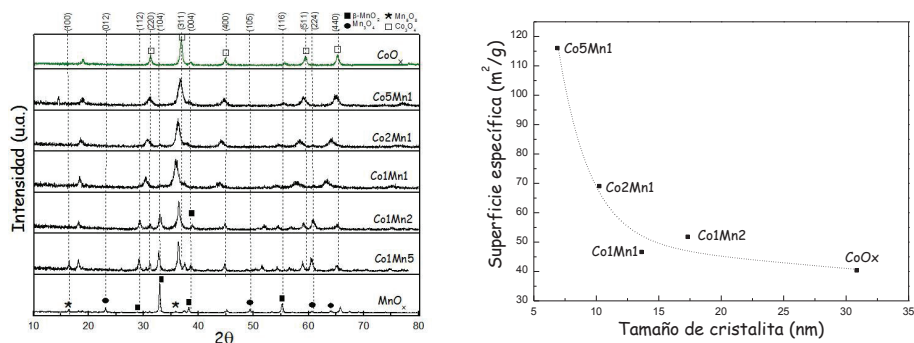 ■ β-MnO₂ ★ Mn₅O₈
● Mn₃O₄ □ Co₃O₄
(100) (012) (112) (220) (104) (311) (004) (400) (105) (116) (511) (224) (440)
CoOₓ
Co5Mn1
Co2Mn1
Co1Mn1
Co1Mn2
Co1Mn5
MnOₓ
Intensidad (u.a.)
10 20 30 40 50 60 70 80
2θ
Superficie específica (m²/g)
120
110
100
90
80
70
60
50
40
30
Co5Mn1
Co2Mn1
Co1Mn1
Co1Mn2
CoOx
5 10 15 20 25 30 35
Tamaño de cristalita (nm)